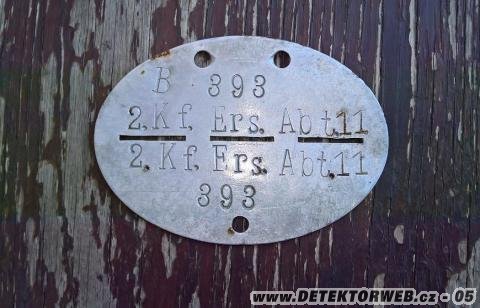 B 393
2.Kf. Ers. Abt.11
2.Kf. Ers. Abt.11
393
www.DETEKTORWEB.cz - 05